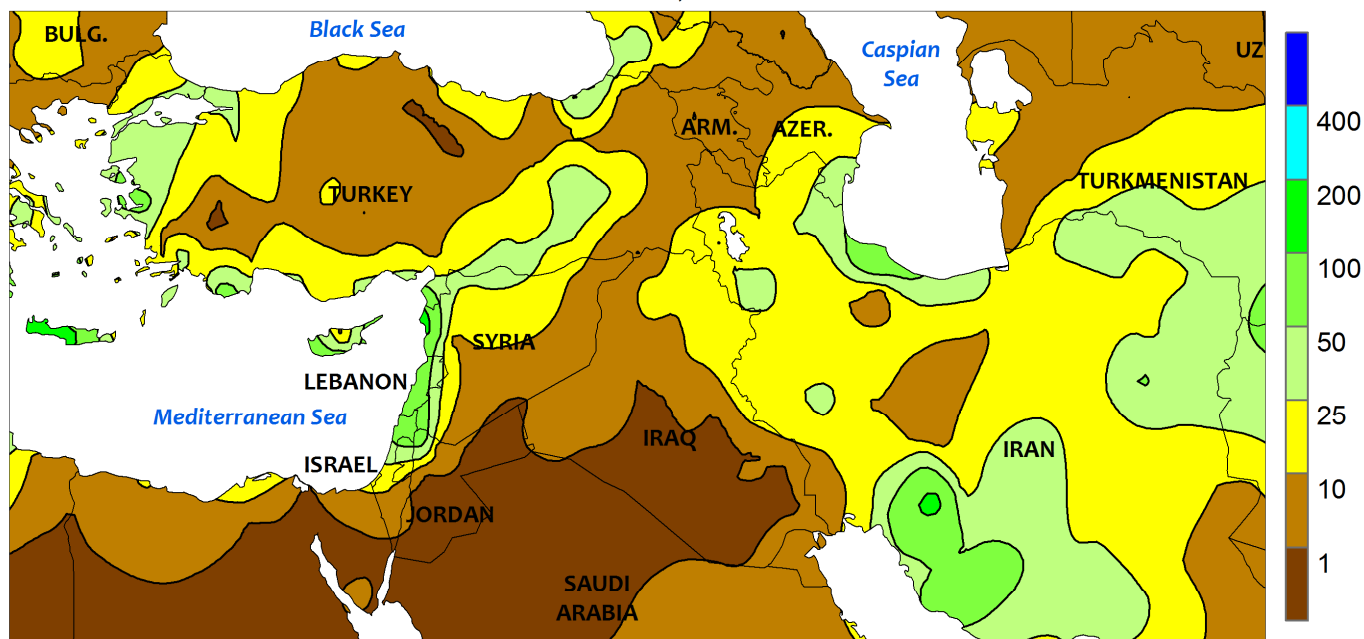 Black Sea
BULG.
Caspian
Sea
UZ
ARM.
AZER.
TURKEY
TURKMENISTAN
SYRIA
LEBANON
Mediterranean Sea
IRAQ
IRAN
ISRAEL
JORDAN
SAUDI
ARABIA
400
200
100
50
25
10
1